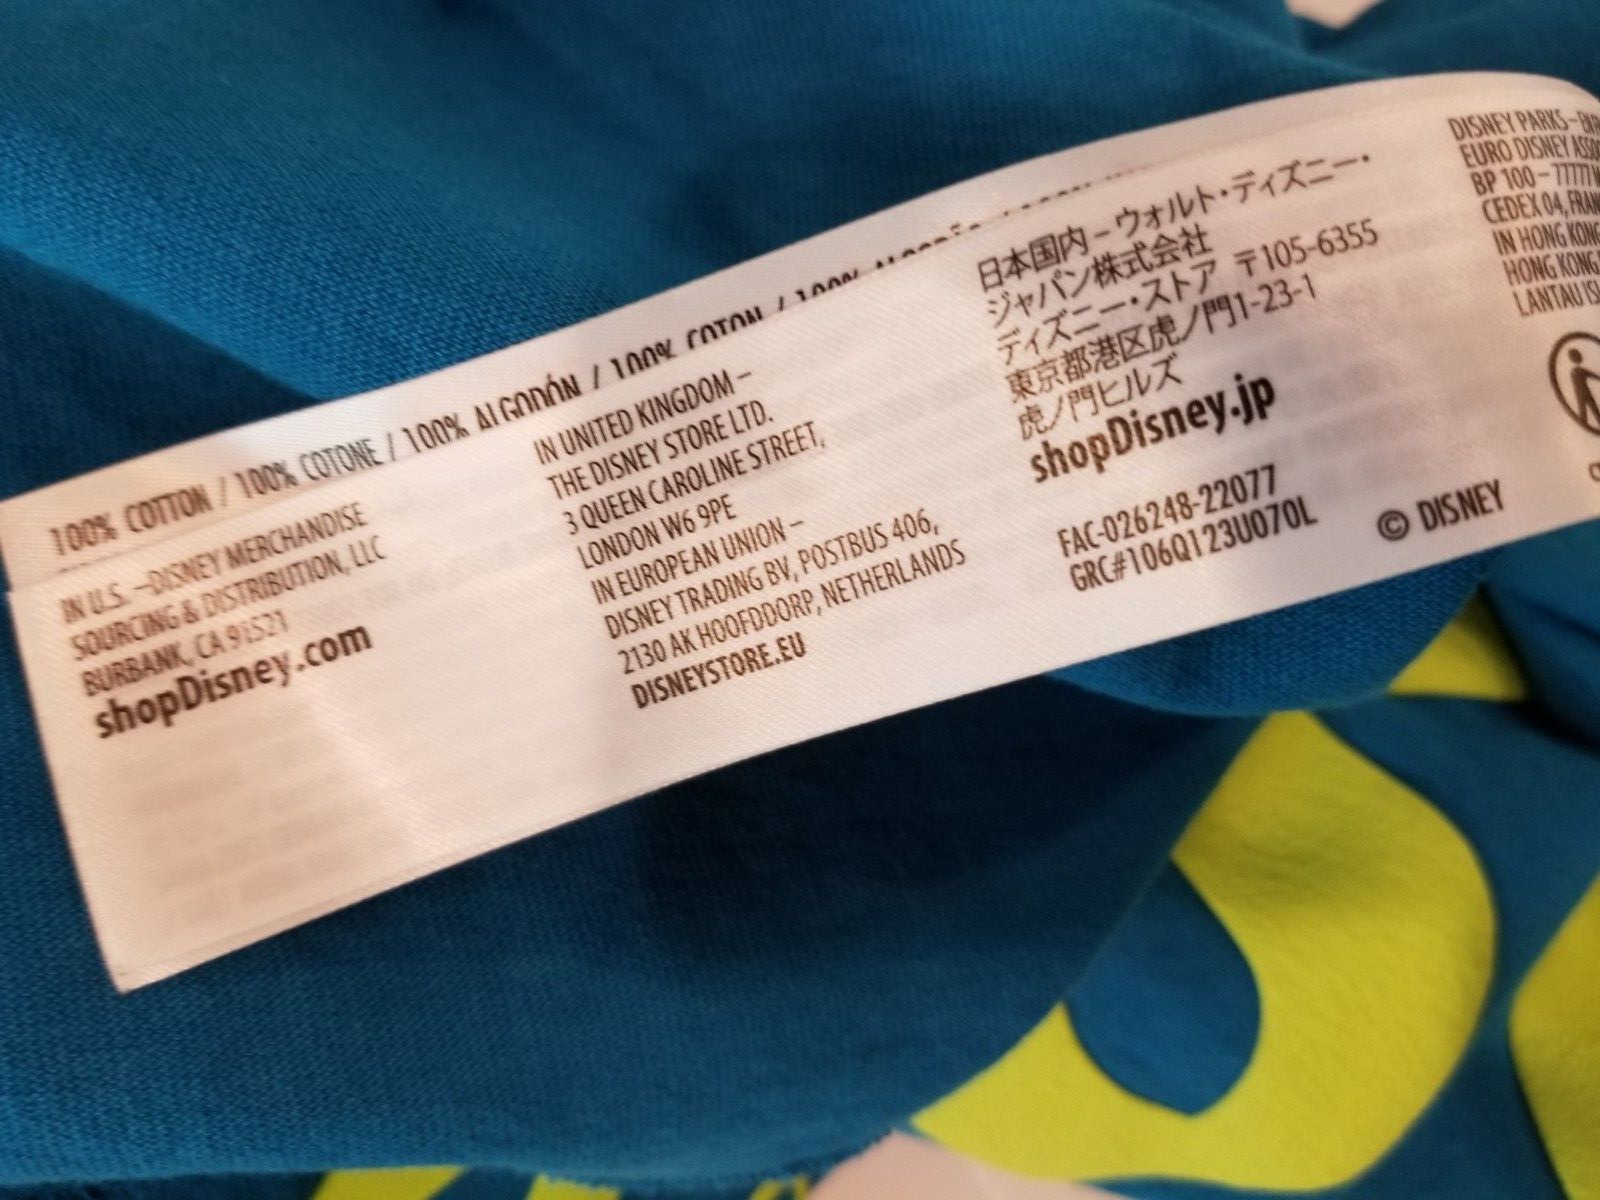 100% COTTON / 100% COTONE / 100% ALGODÓN / 100% COTON / 100% ALGODÃO /
IN U.S. –DISNEY MERCHANDISE
SOURCING & DISTRIBUTION, LLC
BURBANK, CA 91521
shopDisney.com
IN UNITED KINGDOM –
THE DISNEY STORE LTD.
3 QUEEN CAROLINE STREET,
LONDON W6 9PE
IN EUROPEAN UNION –
DISNEY TRADING BV, POSTBUS 406,
2130 AK HOOFDDORP, NETHERLANDS
DISNEYSTORE.EU
日本国内 – ウォルト・ディズニー・
ジャパン株式会社
ディズニー・ストア 〒105-6355
東京都港区虎ノ門1-23-1
虎ノ門ヒルズ
shopDisney.jp
FAC-026248-22077
GRC#106Q123U070L
© DISNEY
DISNEY PARKS –
EURO DISNEY
BP 100 – 77777
CEDEX 04,
IN HONG KONG
HONG KONG
LANTAU